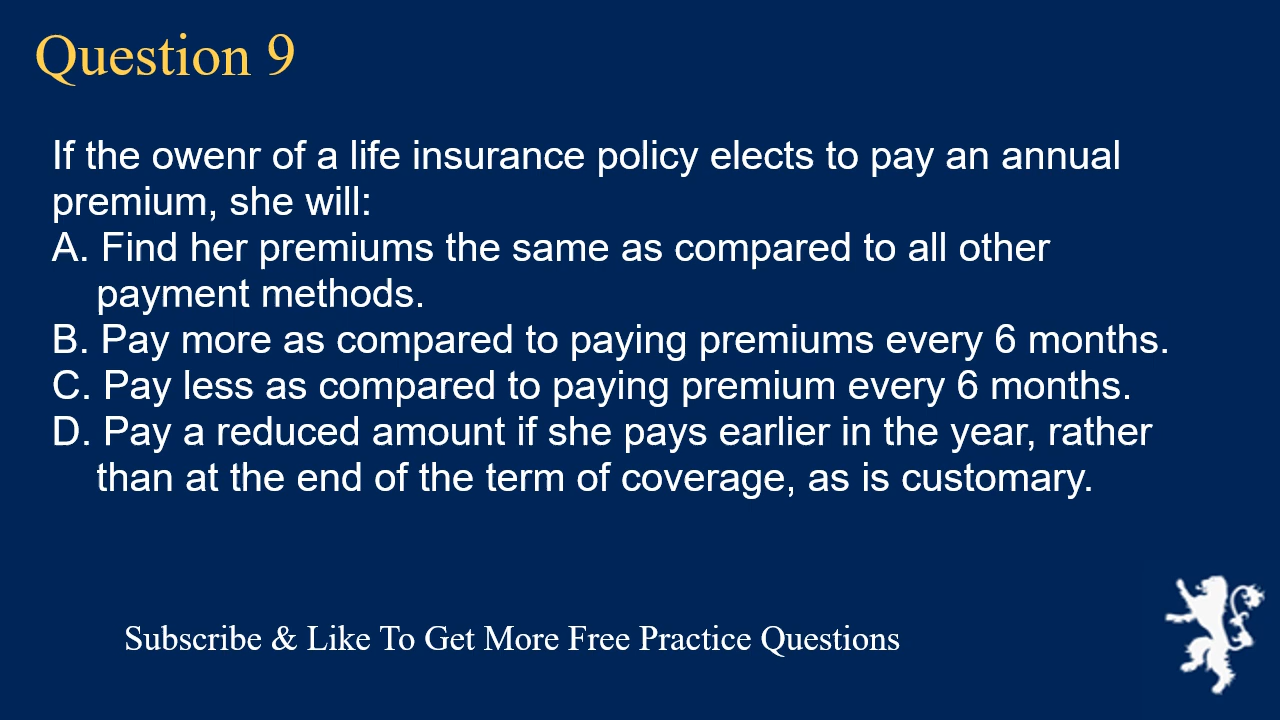 Question 9
If the owenr of a life insurance policy elects to pay an annual
premium, she will:
A. Find her premiums the same as compared to all other
payment methods.
B. Pay more as compared to paying premiums every 6 months.
C. Pay less as compared to paying premium every 6 months.
D. Pay a reduced amount if she pays earlier in the year, rather
than at the end of the term of coverage, as is customary.
Subscribe & Like To Get More Free Practice Questions